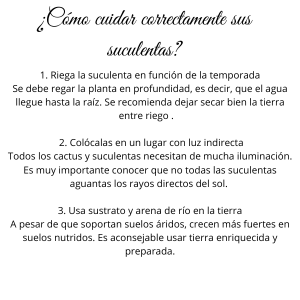 ¿Cómo cuidar correctamente sus
suculentas?
1. Riega la suculenta en función de la temporada
Se debe regar la planta en profundidad, es decir, que el agua
llegue hasta la raíz. Se recomienda dejar secar bien la tierra
entre riego .
2. Colócalas en un lugar con luz indirecta
Todos los cactus y suculentas necesitan de mucha iluminación.
Es muy importante conocer que no todas las suculentas
aguantas los rayos directos del sol.
3. Usa sustrato y arena de río en la tierra
A pesar de que soportan suelos áridos, crecen más fuertes en
suelos nutridos. Es aconsejable usar tierra enriquecida y
preparada.